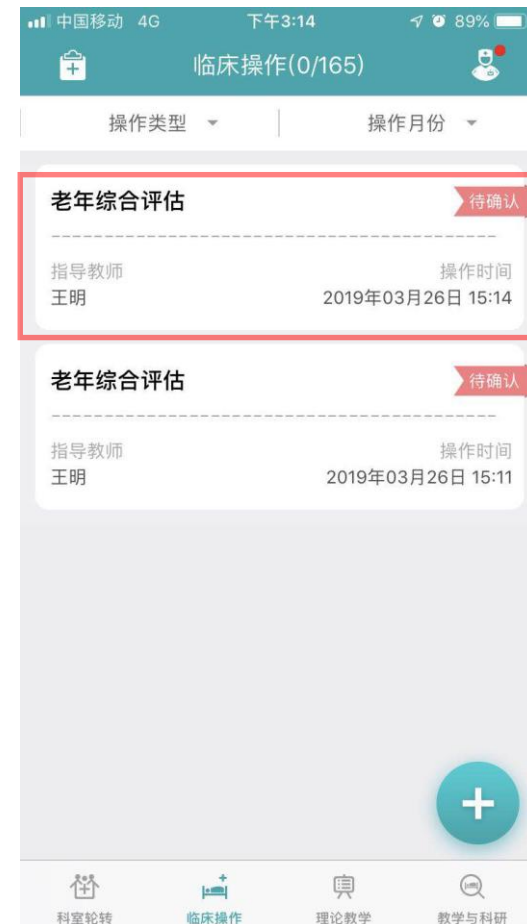 中国移动 4G 下午3:14 89%
临床操作(0/165)
操作类型 操作月份
老年综合评估 待确认
指导教师 操作时间
王明 2019年03月26日 15:14
老年综合评估 待确认
指导教师 操作时间
王明 2019年03月26日 15:11
科室轮转 临床操作 理论教学 教学与科研